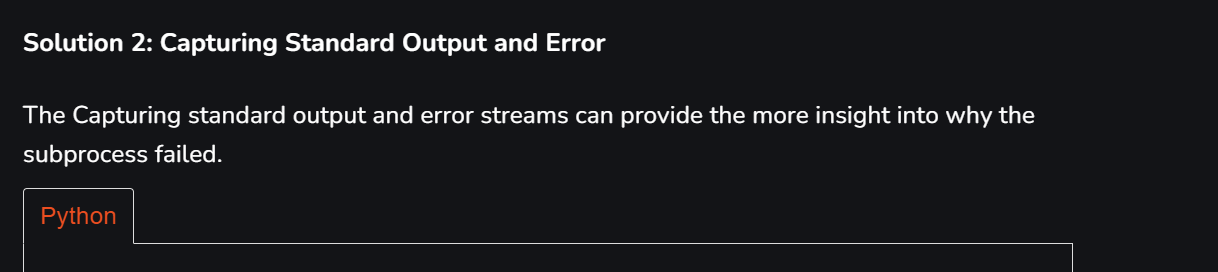 Solution 2: Capturing Standard Output and Error
The Capturing standard output and error streams can provide the more insight into why the
subprocess failed.
Python